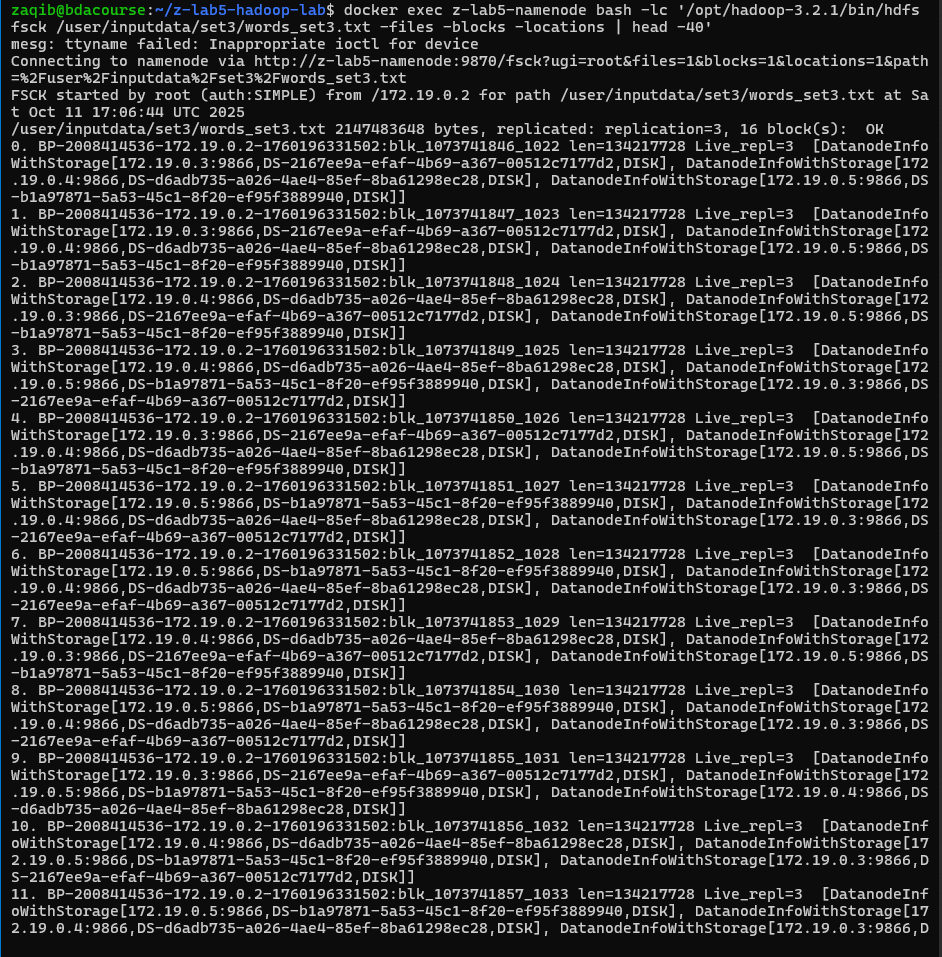 zaqib@bdacourse:~/z-lab5-hadoop-lab$ docker exec z-lab5-namenode bash -lc '/opt/hadoop-3.2.1/bin/hdfs
fsck /user/inputdata/set3/words_set3.txt -files -blocks -locations | head -40'
mesg: ttyname failed: Inappropriate ioctl for device
Connecting to namenode via http://z-lab5-namenode:9870/fsck?ugi=root&files=1&blocks=1&locations=1&path
=%2Fuser%2Finputdata%2Fset3%2Fwords_set3.txt
FSCK started by root (auth:SIMPLE) from /172.19.0.2 for path /user/inputdata/set3/words_set3.txt at Sa
t Oct 11 17:06:44 UTC 2025
/user/inputdata/set3/words_set3.txt 2147483648 bytes, replicated: replication=3, 16 block(s):  OK
0. BP-2008414536-172.19.0.2-1760196331502:blk_1073741846_1022 len=134217728 Live_repl=3  [DatanodeInfo
WithStorage[172.19.0.3:9866,DS-2167ee9a-efaf-4b69-a367-00512c7177d2,DISK], DatanodeInfoWithStorage[172
.19.0.4:9866,DS-d6adb735-a026-4ae4-85ef-8ba61298ec28,DISK], DatanodeInfoWithStorage[172.19.0.5:9866,DS
-b1a97871-5a53-45c1-8f20-ef95f3889940,DISK]]
1. BP-2008414536-172.19.0.2-1760196331502:blk_1073741847_1023 len=134217728 Live_repl=3  [DatanodeInfo
WithStorage[172.19.0.3:9866,DS-2167ee9a-efaf-4b69-a367-00512c7177d2,DISK], DatanodeInfoWithStorage[172
.19.0.4:9866,DS-d6adb735-a026-4ae4-85ef-8ba61298ec28,DISK], DatanodeInfoWithStorage[172.19.0.5:9866,DS
-b1a97871-5a53-45c1-8f20-ef95f3889940,DISK]]
2. BP-2008414536-172.19.0.2-1760196331502:blk_1073741848_1024 len=134217728 Live_repl=3  [DatanodeInfo
WithStorage[172.19.0.4:9866,DS-d6adb735-a026-4ae4-85ef-8ba61298ec28,DISK], DatanodeInfoWithStorage[172
.19.0.3:9866,DS-2167ee9a-efaf-4b69-a367-00512c7177d2,DISK], DatanodeInfoWithStorage[172.19.0.5:9866,DS
-b1a97871-5a53-45c1-8f20-ef95f3889940,DISK]]
3. BP-2008414536-172.19.0.2-1760196331502:blk_1073741849_1025 len=134217728 Live_repl=3  [DatanodeInfo
WithStorage[172.19.0.4:9866,DS-d6adb735-a026-4ae4-85ef-8ba61298ec28,DISK], DatanodeInfoWithStorage[172
.19.0.5:9866,DS-b1a97871-5a53-45c1-8f20-ef95f3889940,DISK], DatanodeInfoWithStorage[172.19.0.3:9866,DS
-2167ee9a-efaf-4b69-a367-00512c7177d2,DISK]]
4. BP-2008414536-172.19.0.2-1760196331502:blk_1073741850_1026 len=134217728 Live_repl=3  [DatanodeInfo
WithStorage[172.19.0.3:9866,DS-2167ee9a-efaf-4b69-a367-00512c7177d2,DISK], DatanodeInfoWithStorage[172
.19.0.4:9866,DS-d6adb735-a026-4ae4-85ef-8ba61298ec28,DISK], DatanodeInfoWithStorage[172.19.0.5:9866,DS
-b1a97871-5a53-45c1-8f20-ef95f3889940,DISK]]
5. BP-2008414536-172.19.0.2-1760196331502:blk_1073741851_1027 len=134217728 Live_repl=3  [DatanodeInfo
WithStorage[172.19.0.5:9866,DS-b1a97871-5a53-45c1-8f20-ef95f3889940,DISK], DatanodeInfoWithStorage[172
.19.0.4:9866,DS-d6adb735-a026-4ae4-85ef-8ba61298ec28,DISK], DatanodeInfoWithStorage[172.19.0.3:9866,DS
-2167ee9a-efaf-4b69-a367-00512c7177d2,DISK]]
6. BP-2008414536-172.19.0.2-1760196331502:blk_1073741852_1028 len=134217728 Live_repl=3  [DatanodeInfo
WithStorage[172.19.0.5:9866,DS-b1a97871-5a53-45c1-8f20-ef95f3889940,DISK], DatanodeInfoWithStorage[172
.19.0.4:9866,DS-d6adb735-a026-4ae4-85ef-8ba61298ec28,DISK], DatanodeInfoWithStorage[172.19.0.3:9866,DS
-2167ee9a-efaf-4b69-a367-00512c7177d2,DISK]]
7. BP-2008414536-172.19.0.2-1760196331502:blk_1073741853_1029 len=134217728 Live_repl=3  [DatanodeInfo
WithStorage[172.19.0.4:9866,DS-d6adb735-a026-4ae4-85ef-8ba61298ec28,DISK], DatanodeInfoWithStorage[172
.19.0.3:9866,DS-2167ee9a-efaf-4b69-a367-00512c7177d2,DISK], DatanodeInfoWithStorage[172.19.0.5:9866,DS
-b1a97871-5a53-45c1-8f20-ef95f3889940,DISK]]
8. BP-2008414536-172.19.0.2-1760196331502:blk_1073741854_1030 len=134217728 Live_repl=3  [DatanodeInfo
WithStorage[172.19.0.5:9866,DS-b1a97871-5a53-45c1-8f20-ef95f3889940,DISK], DatanodeInfoWithStorage[172
.19.0.4:9866,DS-d6adb735-a026-4ae4-85ef-8ba61298ec28,DISK], DatanodeInfoWithStorage[172.19.0.3:9866,DS
-2167ee9a-efaf-4b69-a367-00512c7177d2,DISK]]
9. BP-2008414536-172.19.0.2-1760196331502:blk_1073741855_1031 len=134217728 Live_repl=3  [DatanodeInfo
WithStorage[172.19.0.3:9866,DS-2167ee9a-efaf-4b69-a367-00512c7177d2,DISK], DatanodeInfoWithStorage[172
.19.0.5:9866,DS-b1a97871-5a53-45c1-8f20-ef95f3889940,DISK], DatanodeInfoWithStorage[172.19.0.4:9866,DS
-d6adb735-a026-4ae4-85ef-8ba61298ec28,DISK]]
10. BP-2008414536-172.19.0.2-1760196331502:blk_1073741856_1032 len=134217728 Live_repl=3  [DatanodeInf
oWithStorage[172.19.0.4:9866,DS-d6adb735-a026-4ae4-85ef-8ba61298ec28,DISK], DatanodeInfoWithStorage[17
2.19.0.5:9866,DS-b1a97871-5a53-45c1-8f20-ef95f3889940,DISK], DatanodeInfoWithStorage[172.19.0.3:9866,D
S-2167ee9a-efaf-4b69-a367-00512c7177d2,DISK]]
11. BP-2008414536-172.19.0.2-1760196331502:blk_1073741857_1033 len=134217728 Live_repl=3  [DatanodeInf
oWithStorage[172.19.0.5:9866,DS-b1a97871-5a53-45c1-8f20-ef95f3889940,DISK], DatanodeInfoWithStorage[17
2.19.0.4:9866,DS-d6adb735-a026-4ae4-85ef-8ba61298ec28,DISK], DatanodeInfoWithStorage[172.19.0.3:9866,D